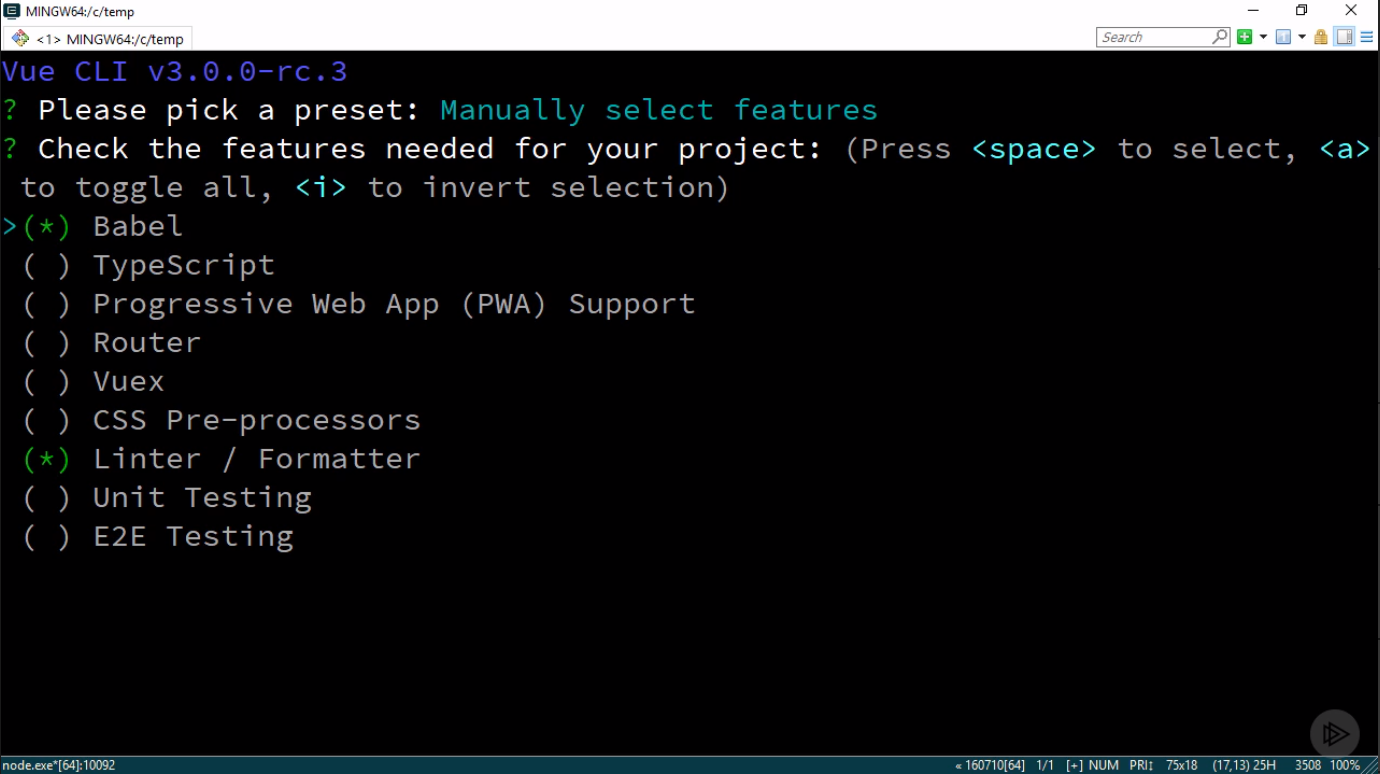 MINGW64:/c/temp
<1> MINGW64:/c/temp
Search
Vue CLI v3.0.0-rc.3
? Please pick a preset: Manually select features
? Check the features needed for your project: (Press <space> to select, <a>
to toggle all, <i> to invert selection)
>(*) Babel
( ) TypeScript
( ) Progressive Web App (PWA) Support
( ) Router
( ) Vuex
( ) CSS Pre-processors
(*) Linter / Formatter
( ) Unit Testing
( ) E2E Testing
node.exe*[64]:10092 « 160710[64] 1/1 [+] NUM PRI↕ 75x18 (17,13) 25H 3508 100%